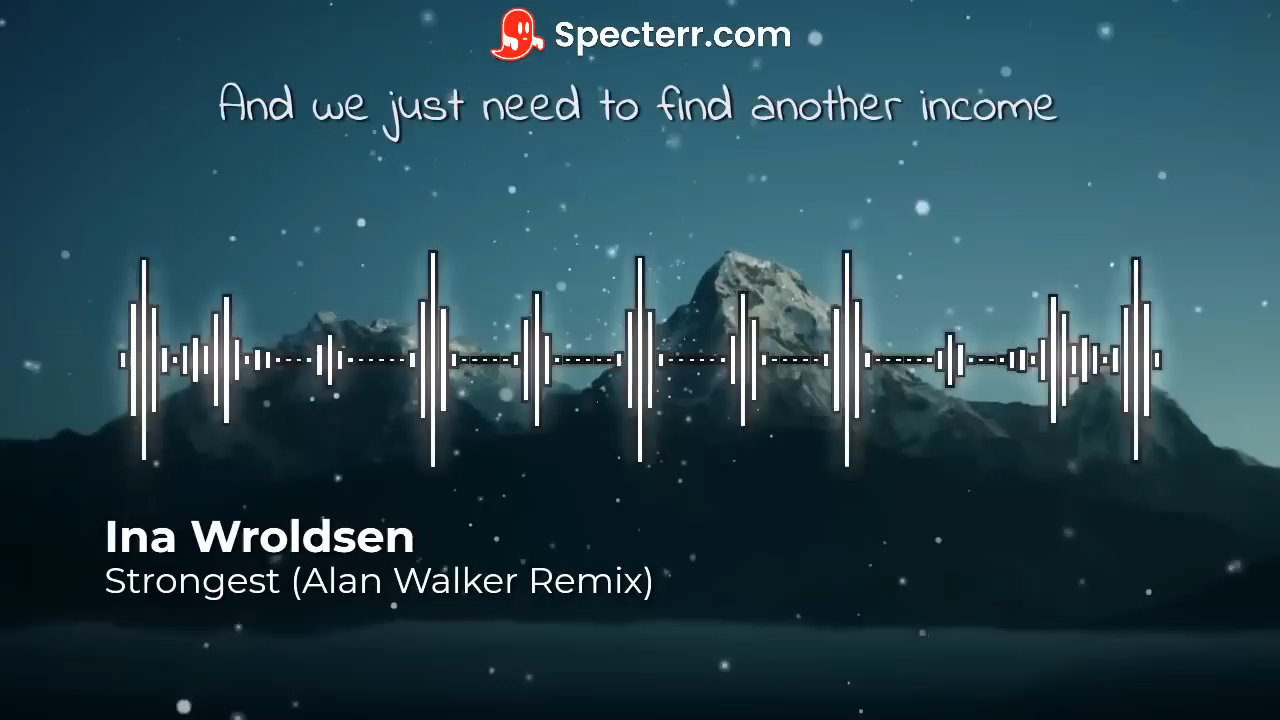 Specterr.com
And we just need to find another income
Ina Wroldsen
Strongest (Alan Walker Remix)